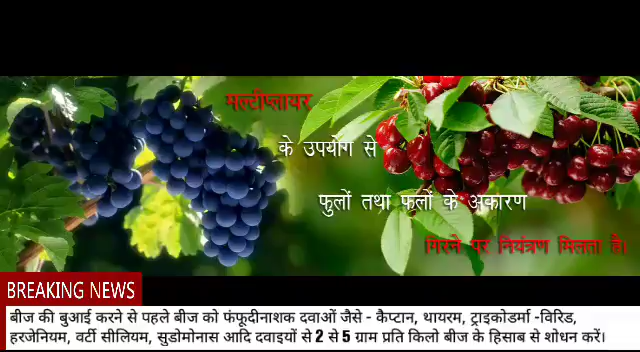 मल्टीप्लायर
के उपयोग से
फुलों तथा फलों के अकारण
गिरने पर नियंत्रण मिलता है।
BREAKING NEWS
बीज की बुआई करने से पहले बीज को फंफूदीनाशक दवाओं जैसे - कैप्टान, थायरम, ट्राइकोडर्मा -विरिड,
हरजेनियम, वर्टी सीलियम, सुडोमोनास आदि दवाइयों से 2 से 5 ग्राम प्रति किलो बीज के हिसाब से शोधन करें।